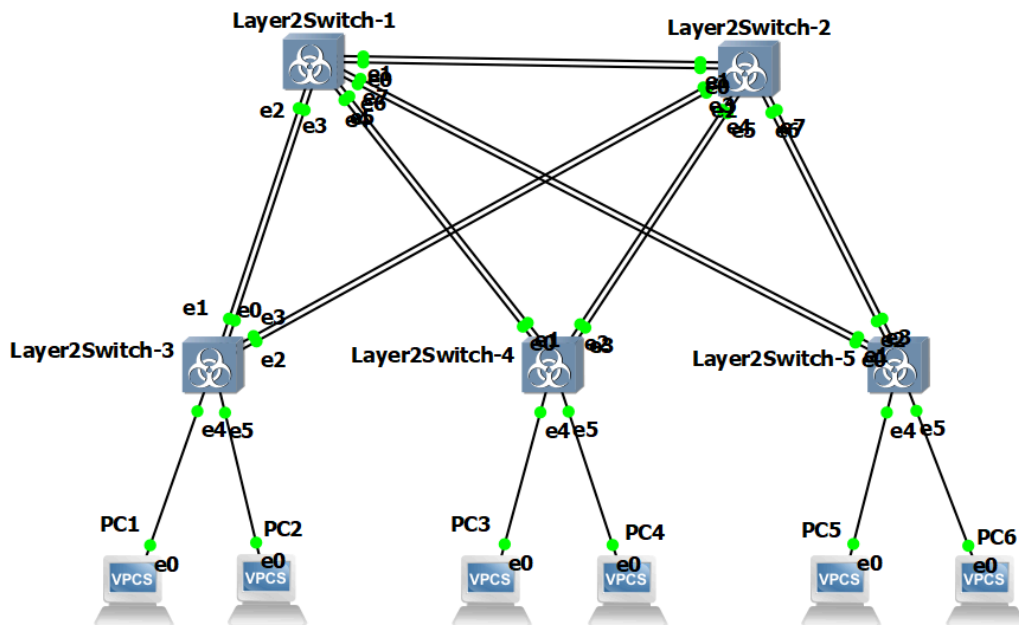 Layer2Switch-1
Layer2Switch-2
e1
e0
e2
e3
e7
e6
e5
e1
e0
e3
e2
e4
e5
e7
e6
e1
e0
e3
e2
Layer2Switch-3
e1
e0
e2
e3
Layer2Switch-4
e3
e2
e1
e0
Layer2Switch-5
e4
e5
e4
e5
e4
e5
PC1
PC2
PC3
PC4
PC5
PC6
e0
e0
e0
e0
e0
e0
VPCS
VPCS
VPCS
VPCS
VPCS
VPCS